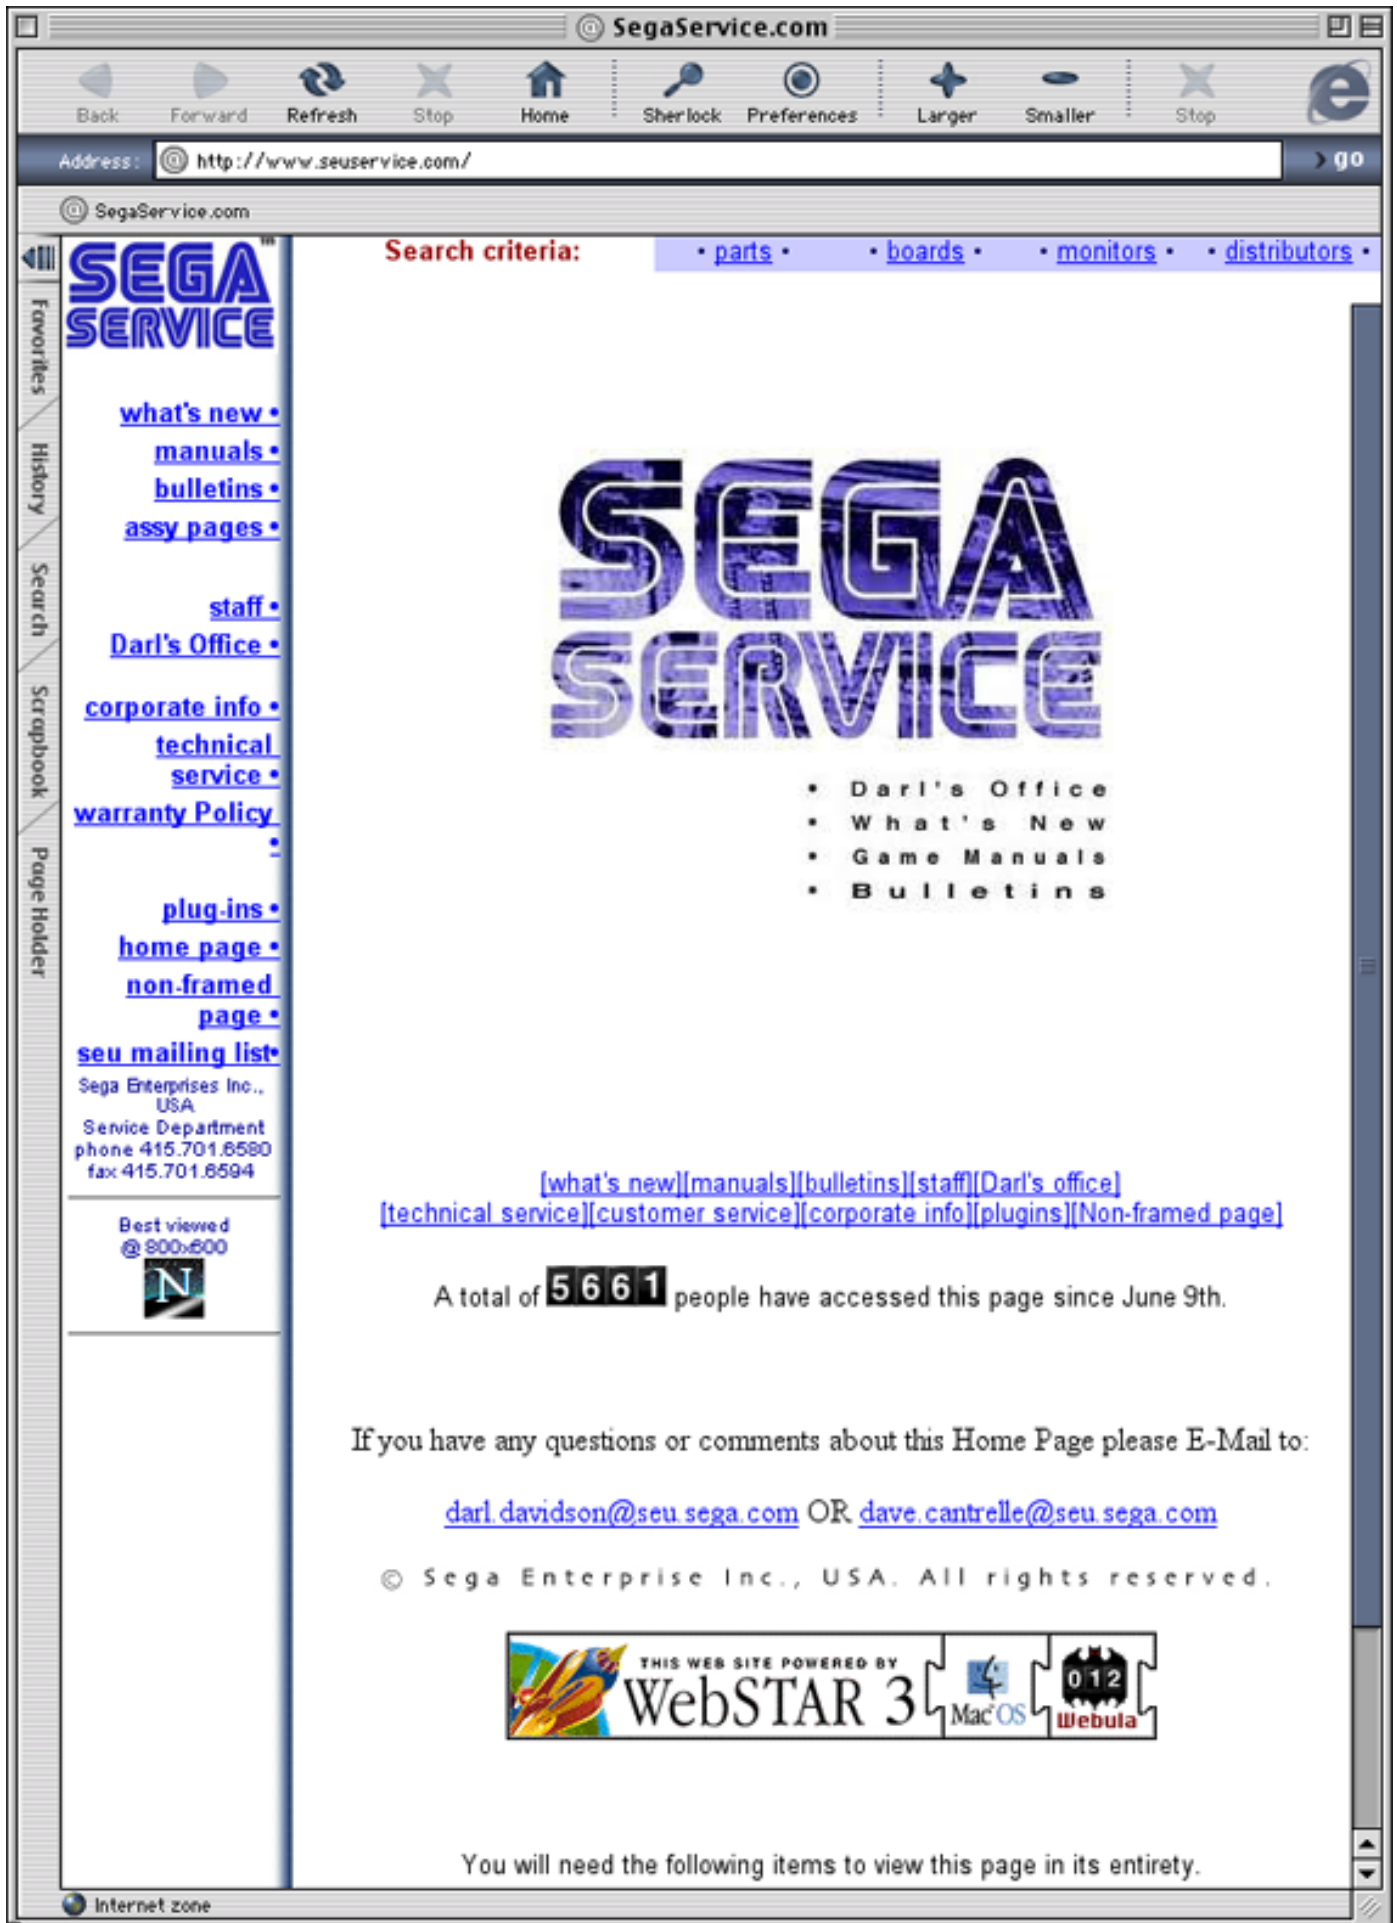 SegaService.com
Back Forward Refresh Stop Home Sherlock Preferences Larger Smaller Stop
Address: http://www.seuservice.com/ go
SegaService.com
Favorites
History
Search
Scrapbook
Page Holder
SEGA™
SERVICE
what's new •
manuals •
bulletins •
assy pages •
staff •
Darl's Office •
corporate info •
technical
service •
warranty Policy
•
plug-ins •
home page •
non-framed
page •
seu mailing list•
Sega Enterprises Inc.,
USA
Service Department
phone 415.701.6580
fax 415.701.6594
Best viewed
@ 800x600
N
Search criteria: • parts • • boards • • monitors • • distributors •
SEGA
SERVICE
• Darl's Office
• What's New
• Game Manuals
• Bulletins
[what's new][manuals][bulletins][staff][Darl's office]
[technical service][customer service][corporate info][plugins][Non-framed page]
A total of 5661 people have accessed this page since June 9th.
If you have any questions or comments about this Home Page please E-Mail to:
darl.davidson@seu.sega.com OR dave.cantrelle@seu.sega.com
© Sega Enterprise Inc., USA. All rights reserved.
THIS WEB SITE POWERED BY
WebSTAR 3
Mac OS
012
Webula
You will need the following items to view this page in its entirety.
Internet zone